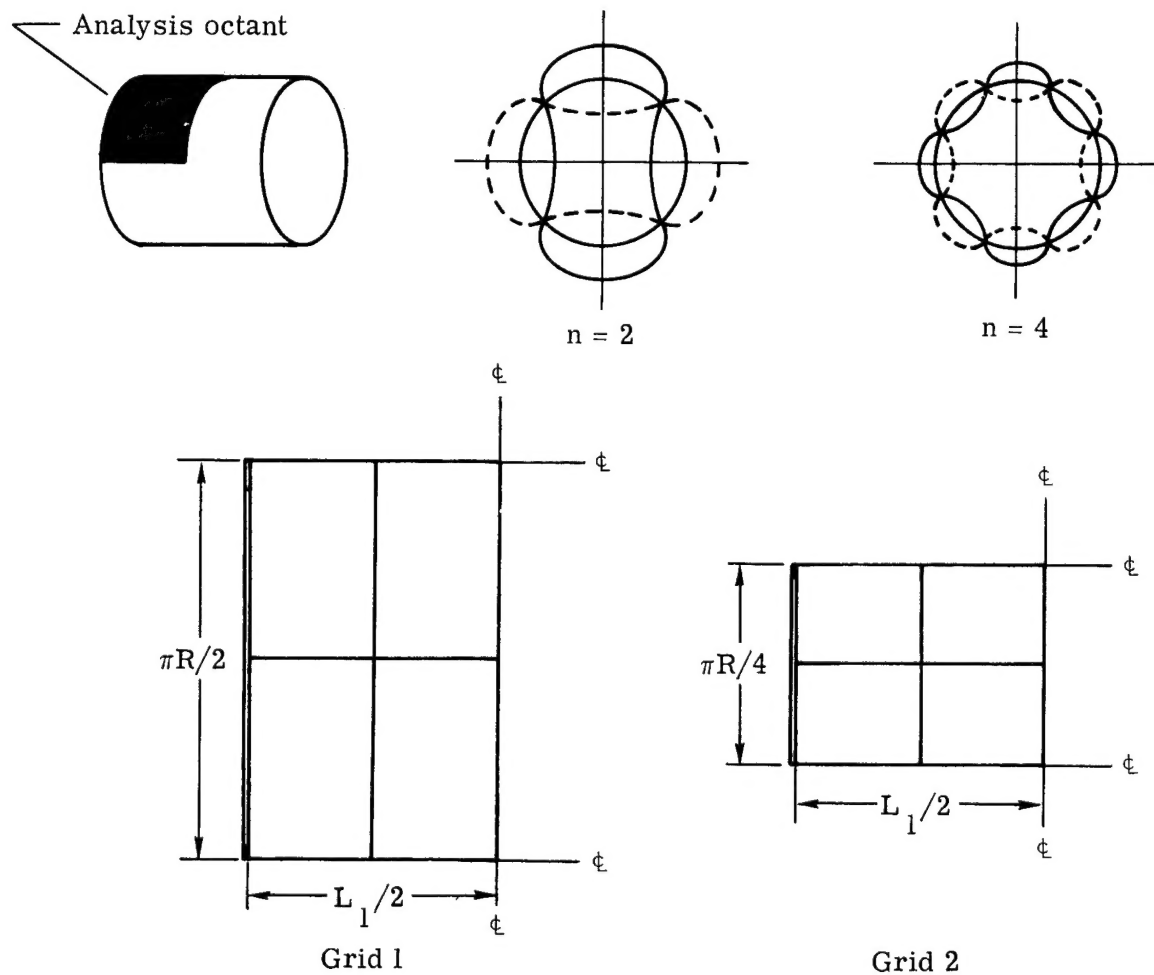 Analysis octant
n = 2
n = 4
℄
℄
πR/2
℄
L1/2
℄
Grid 1
℄
℄
πR/4
℄
L1/2
℄
Grid 2